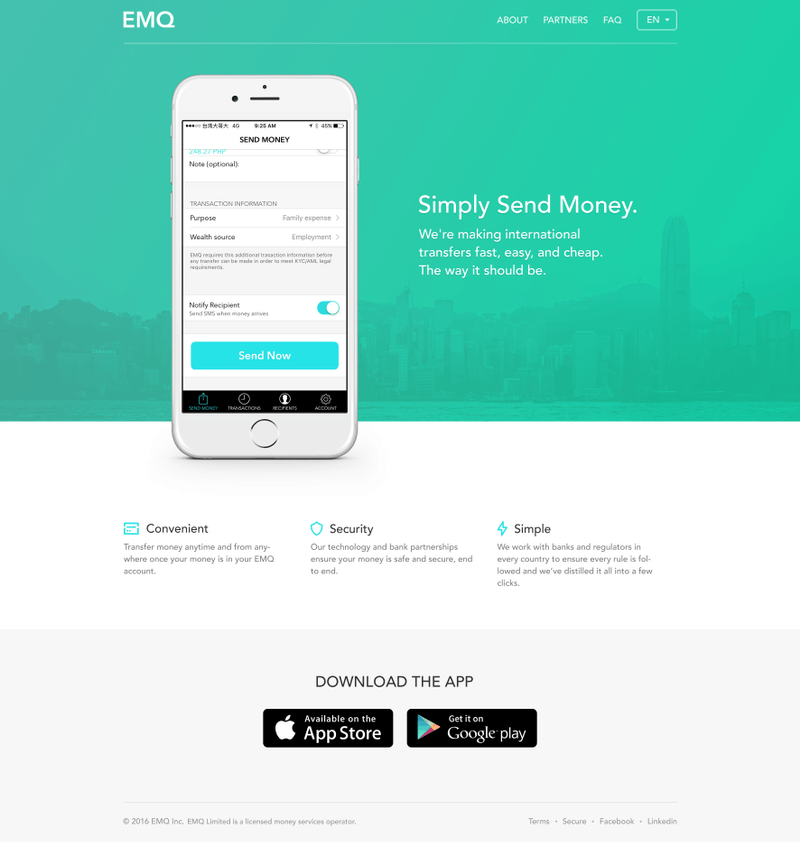 EMQ
ABOUT PARTNERS FAQ EN
台灣大哥大 4G 9:25 AM 45%
SEND MONEY
248.27 PHP
Note (optional):
TRANSACTION INFORMATION
Purpose Family expense
Wealth source Employment
EMQ requires this additional trasaction information before
any transfer can be made in order to meet KYC/AML legal
requirements.
Notify Recipient
Send SMS when money arrives
Send Now
SEND MONEY TRANSACTIONS RECIPIENTS ACCOUNT
Simply Send Money.
We're making international
transfers fast, easy, and cheap.
The way it should be.
Convenient
Transfer money anytime and from any-
where once your money is in your EMQ
account.
Security
Our technology and bank partnerships
ensure your money is safe and secure, end
to end.
Simple
We work with banks and regulators in
every country to ensure every rule is fol-
lowed and we've distilled it all into a few
clicks.
DOWNLOAD THE APP
Available on the
App Store
Get it on
Google play
© 2016 EMQ Inc. EMQ Limited is a licensed money services operator.
Terms • Secure • Facebook • Linkedin